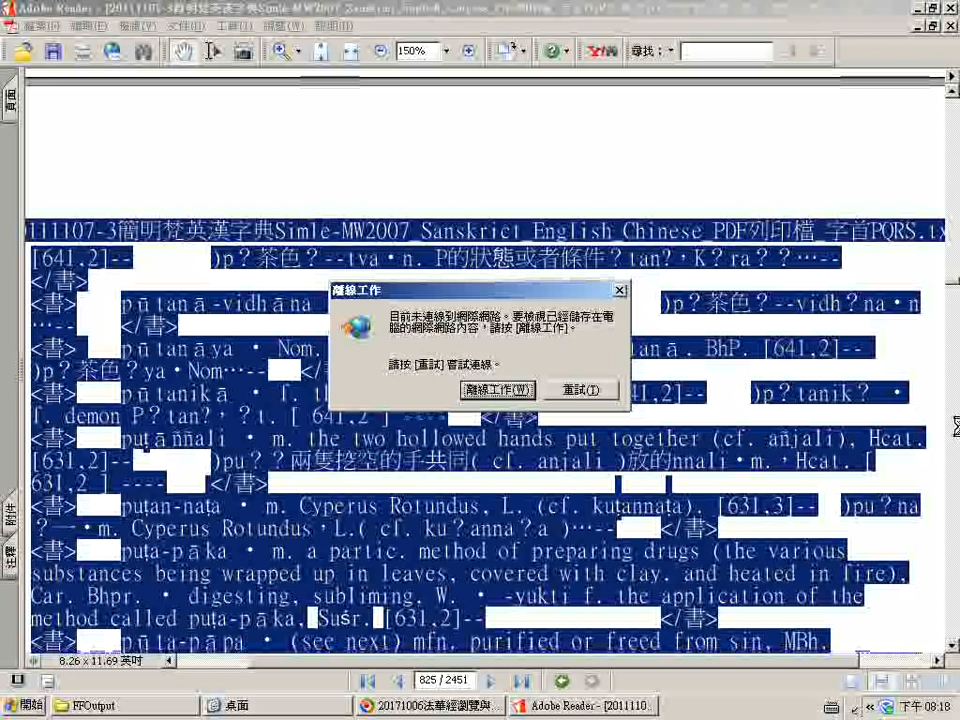 Adobe Reader - [20111107-3簡明梵英漢字典Simle-MW2007_Sanskriet_English_Chinese_PDF列印檔
檔案(F) 編輯(E) 檢視(V) 文件(D) 工具(T) 視窗(W) 說明(H)
150% Y! 尋找:
頁面
111107-3簡明梵英漢字典Simle-MW2007_Sanskriet_English_Chinese_PDF列印檔_字首PQRS.tx
[641,2]-- )p？茶色？--tva•n. P的狀態或者條件？tan?，K？ra？？…--
</書>
<書> pūtanā-vidhāna )p？茶色？--vidh？na•n
…-- </書>
<書> pūtanāya • Nom. tanā. BhP. [641,2]--
)p？茶色？ya•Nom…--
<書> pūtanikā • f. 41,2]-- )p？tanik？ •
f. demon P？tan?，？t. [ 641,2 ] ---- </書>
<書> puṭāññali • m. the two hollowed hands put together (cf. añjali), Hcat.
[631,2]-- )pu？？兩隻挖空的手共同( cf. anjali )放的nnali•m.，Hcat. [
631,2 ] ---- </書>
<書> puṭan-naṭa • m. Cyperus Rotundus, L. (cf. kuṭannaṭa). [631,3]-- )pu？na
？一•m. Cyperus Rotundus，L.( cf. ku？anna？a )…-- </書>
<書> puṭa-pāka • m. a partic. method of preparing drugs (the various
substances being wrapped up in leaves, covered with clay. and heated in fire),
Car. Bhpr. • digesting, subliming, W. • -yukti f. the application of the
method called puṭa-pāka, Suśr. [631,2]-- </書>
<書> pūta-pāpa • (see next) mfn. purified or freed from sin, MBh.
離線工作
目前未連線到網際網路。要檢視已經儲存在電
腦的網際網路內容，請按 [離線工作]。
請按 [重試] 嘗試連線。
離線工作(W) 重試(T)
附件
注釋
8.26 x 11.69 英吋
825 / 2451
開始 FFOutput 桌面 20171006法華經瀏覽與... Adobe Reader - [2011110... 下午 08:18